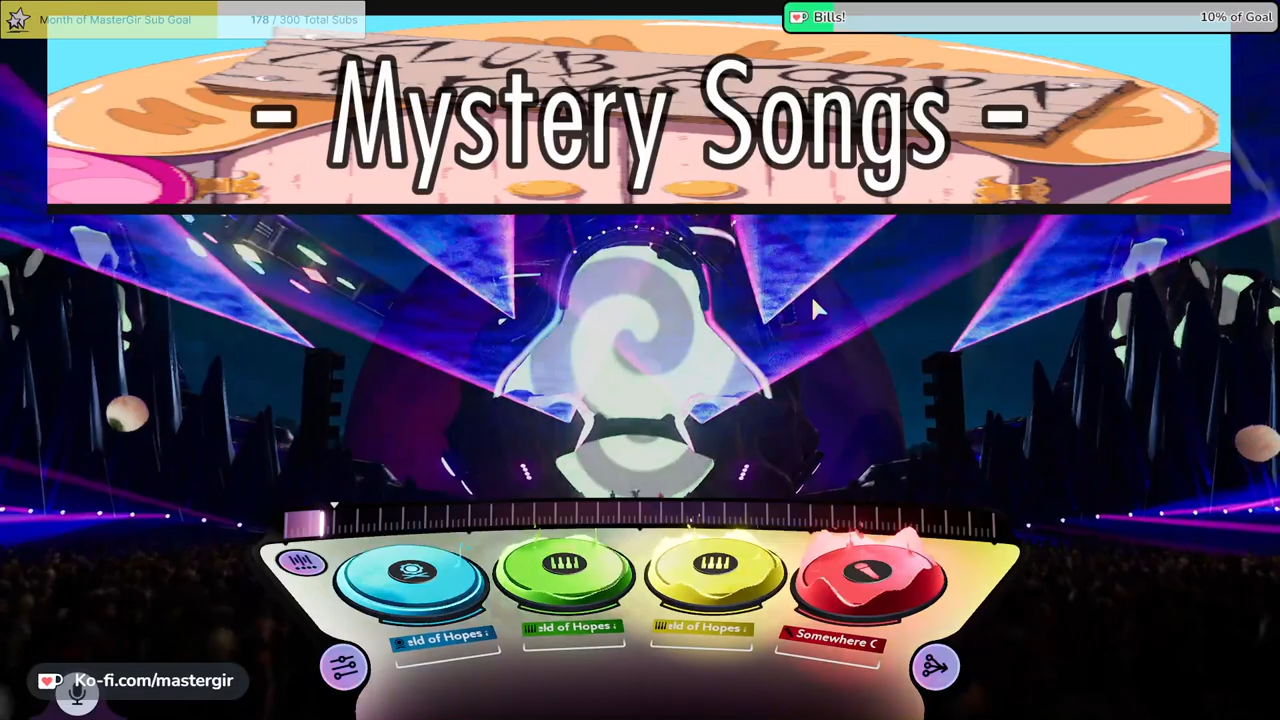 Month of MasterGir Sub Goal
178 / 300 Total Subs
Bills!
10% of Goal
- Mystery Songs -
eld of Hopes
eld of Hopes
eld of Hopes
Somewhere
Ko-fi.com/mastergir